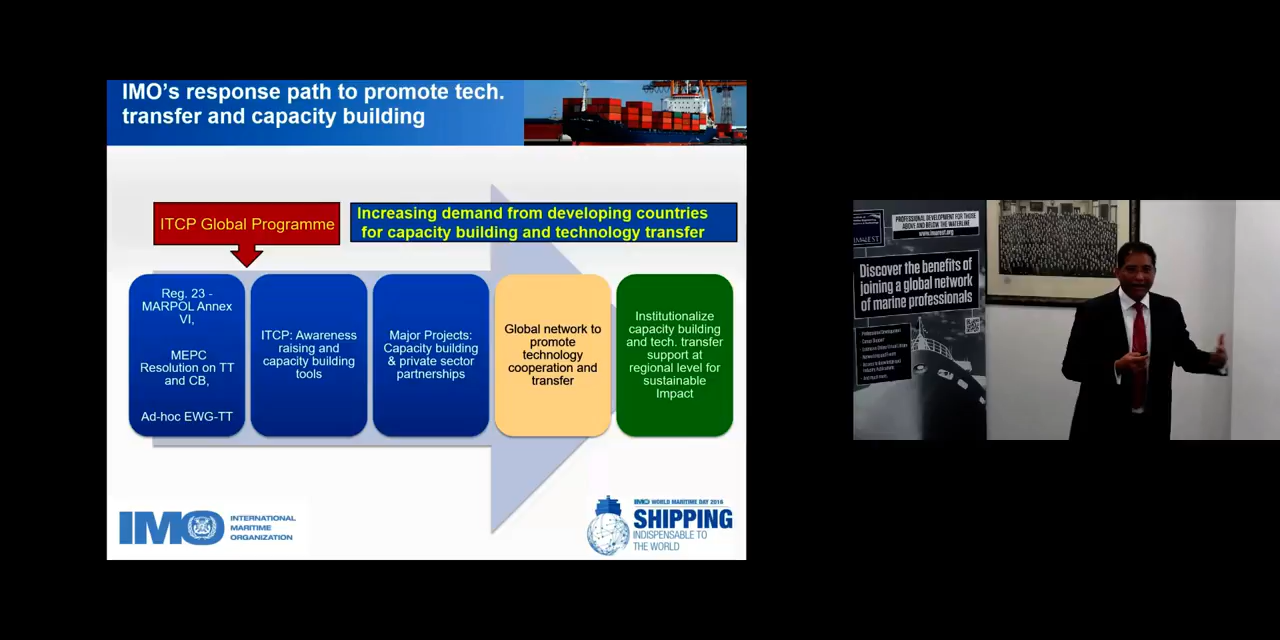 IMO's response path to promote tech.
transfer and capacity building
ITCP Global Programme
Increasing demand from developing countries
for capacity building and technology transfer
Reg. 23 -
MARPOL Annex
VI,
MEPC
Resolution on TT
and CB,
Ad-hoc EWG-TT
ITCP: Awareness
raising and
capacity building
tools
Major Projects:
Capacity building
& private sector
partnerships
Global network to
promote
technology
cooperation and
transfer
Institutionalize
capacity building
and tech. transfer
support at
regional level for
sustainable
Impact
IMO
INTERNATIONAL
MARITIME
ORGANIZATION
IMO WORLD MARITIME DAY 2016
SHIPPING
INDISPENSABLE TO
THE WORLD
PROFESSIONAL DEVELOPMENT FOR THOSE
ABOVE AND BELOW THE WATERLINE
www.imarest.org
Discover the benefits of
joining a global network
of marine professionals